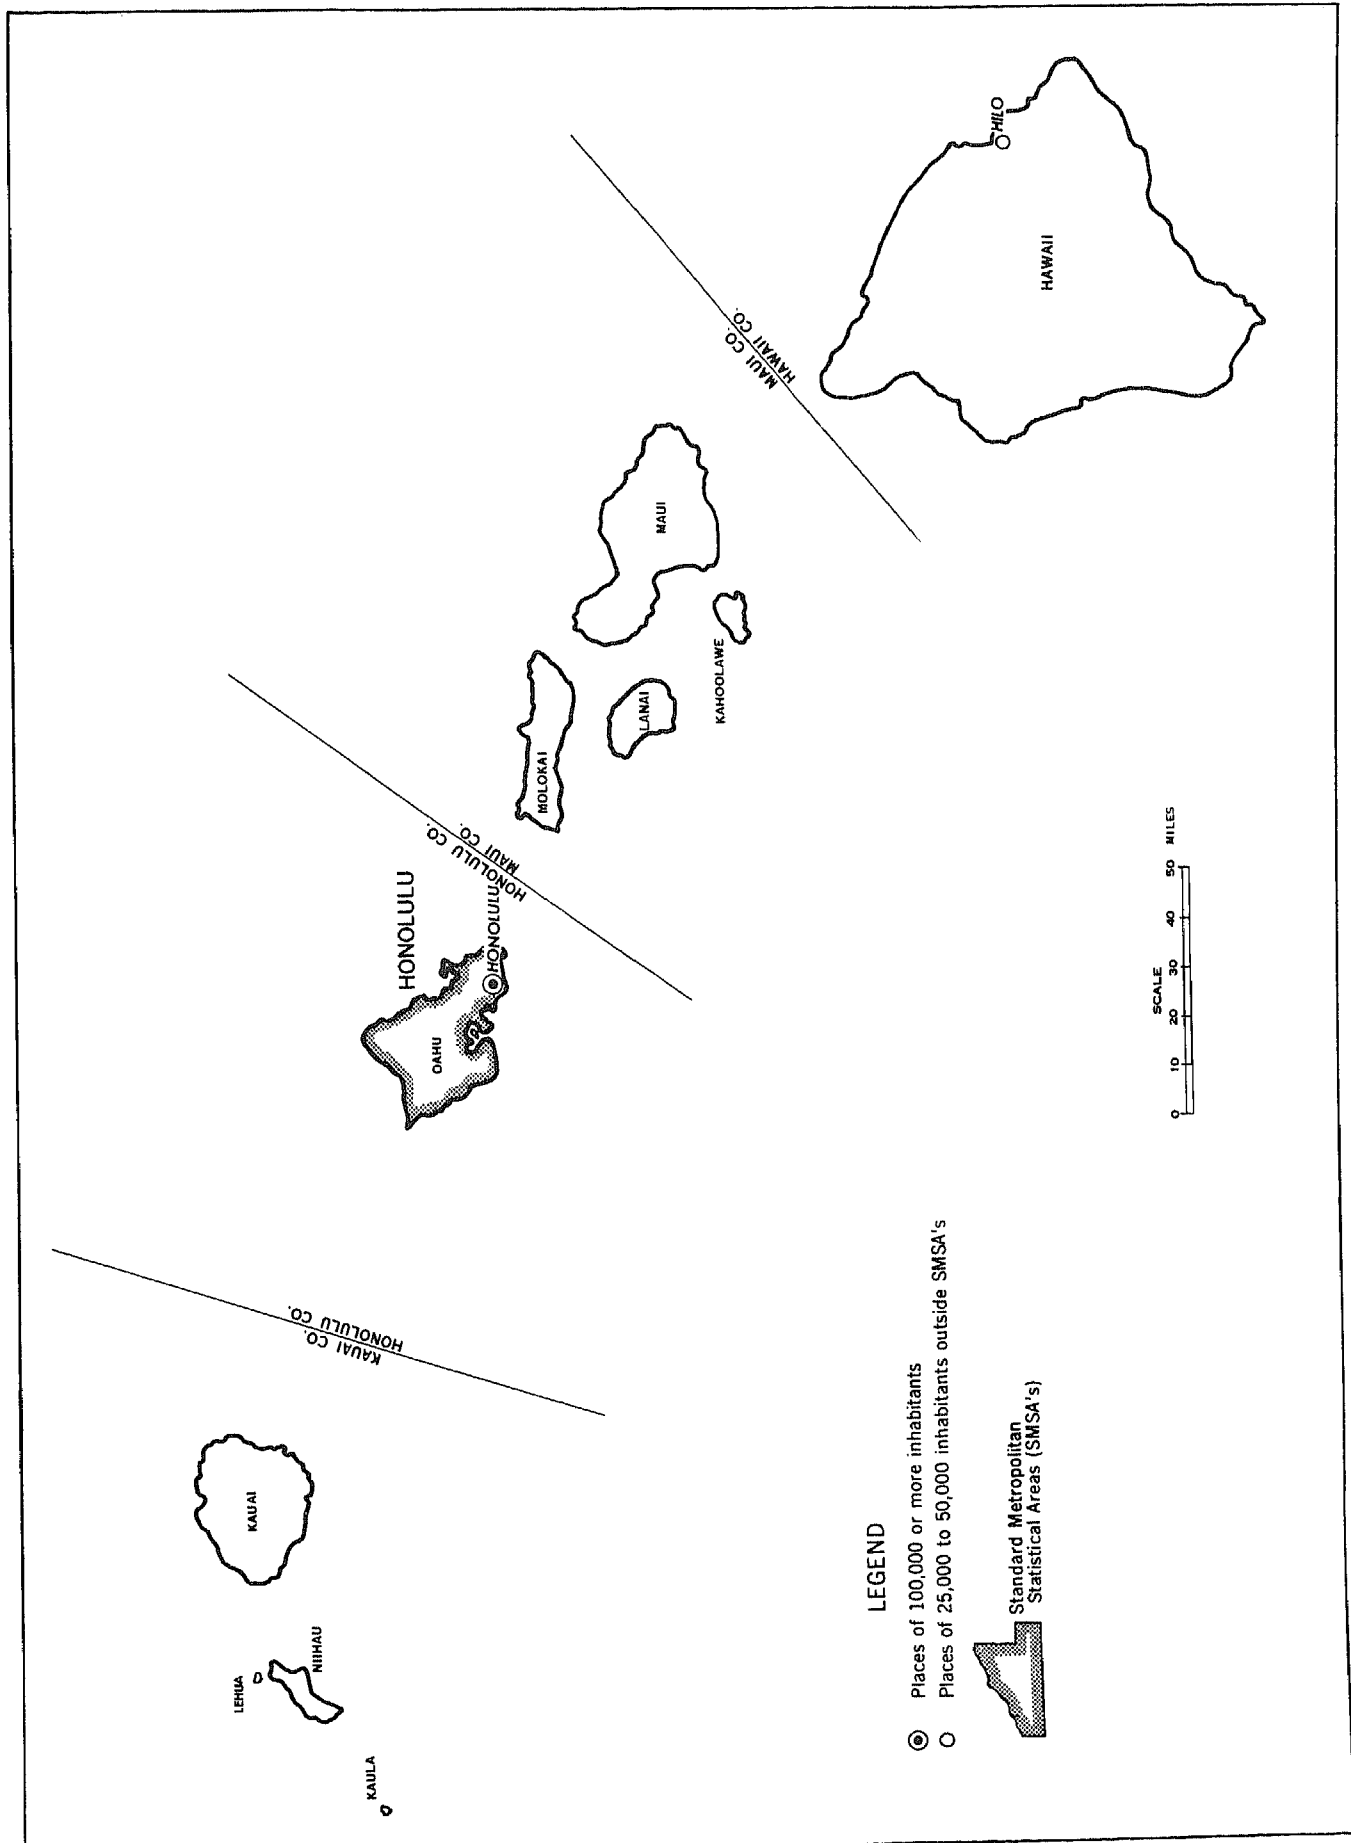 LEHUA
NIIHAU
KAULA
KAUAI
KAUAI CO.
HONOLULU CO.
OAHU
HONOLULU
HONOLULU
HONOLULU CO.
MAUI CO.
MOLOKAI
LANAI
KAHOOLAWE
MAUI
MAUI CO.
HAWAII CO.
HILO
HAWAII
LEGEND
Places of 100,000 or more inhabitants
Places of 25,000 to 50,000 inhabitants outside SMSA's
Standard Metropolitan
Statistical Areas (SMSA's)
SCALE
0 10 20 30 40 50 MILES